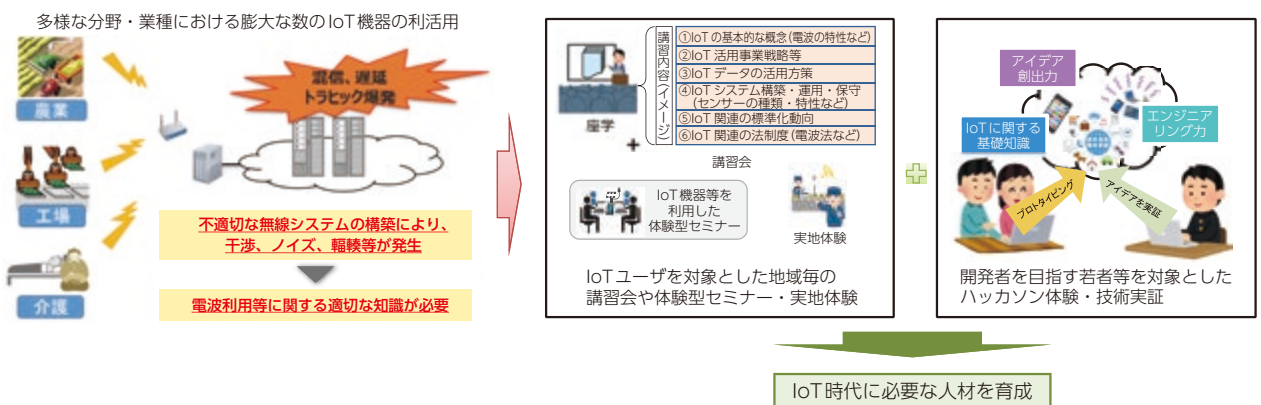 多様な分野・業種における膨大な数のIoT機器の利活用
農業
工場
介護
混信、遅延
トラヒック爆発
不適切な無線システムの構築により、
干渉、ノイズ、輻輳等が発生
電波利用等に関する適切な知識が必要
座学
+
講習内容(イメージ)
①IoTの基本的な概念(電波の特性など)
②IoT活用事業戦略等
③IoTデータの活用方策
④IoTシステム構築・運用・保守
(センサーの種類・特性など)
⑤IoT関連の標準化動向
⑥IoT関連の法制度(電波法など)
講習会
IoT機器等を
利用した
体験型セミナー
実地体験
IoTユーザを対象とした地域毎の
講習会や体験型セミナー・実地体験
アイデア
創出力
IoTに関する
基礎知識
エンジニア
リング力
プロトタイピング
アイデアを実証
開発者を目指す若者等を対象とした
ハッカソン体験・技術実証
IoT時代に必要な人材を育成